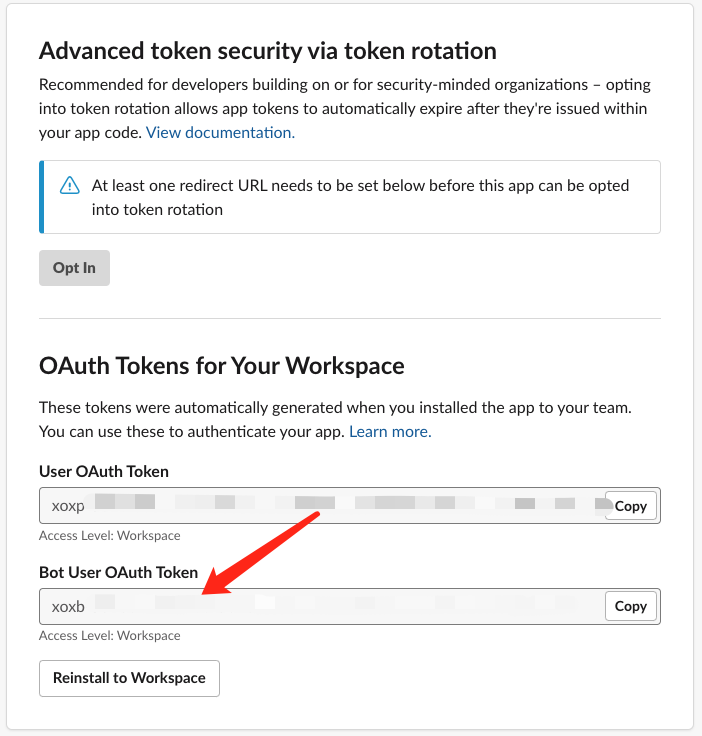 Advanced token security via token rotation
Recommended for developers building on or for security-minded organizations – opting
into token rotation allows app tokens to automatically expire after they're issued within
your app code. View documentation.
At least one redirect URL needs to be set below before this app can be opted
into token rotation
Opt In
OAuth Tokens for Your Workspace
These tokens were automatically generated when you installed the app to your team.
You can use these to authenticate your app. Learn more.
User OAuth Token
xoxp Copy
Access Level: Workspace
Bot User OAuth Token
xoxb Copy
Access Level: Workspace
Reinstall to Workspace